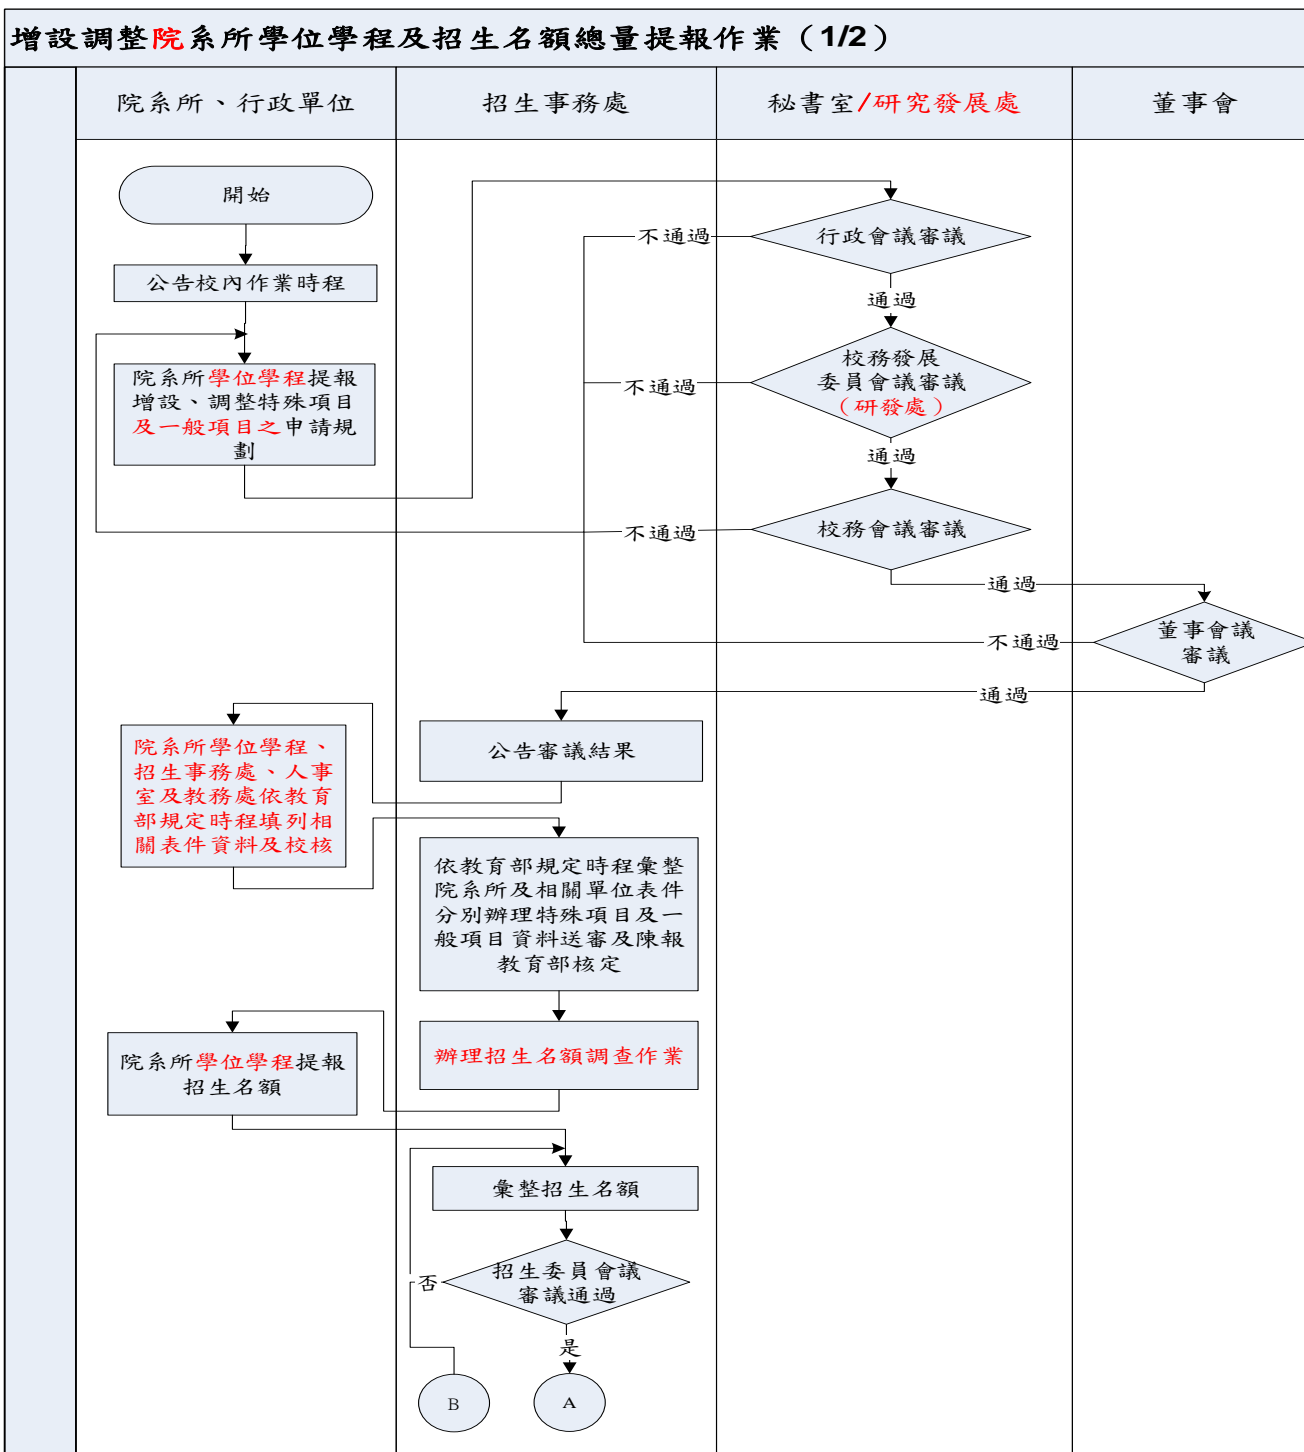 增設調整院系所學位學程及招生名額總量提報作業（1/2）
院系所、行政單位
招生事務處
秘書室/研究發展處
董事會
開始
公告校內作業時程
院系所學位學程提報
增設、調整特殊項目
及一般項目之申請規
劃
行政會議審議
不通過
通過
校務發展
委員會議審議
（研發處）
不通過
通過
校務會議審議
不通過
通過
董事會議
審議
不通過
通過
公告審議結果
院系所學位學程、
招生事務處、人事
室及教務處依教育
部規定時程填列相
關表件資料及校核
依教育部規定時程彙整
院系所及相關單位表件
分別辦理特殊項目及一
般項目資料送審及陳報
教育部核定
辦理招生名額調查作業
院系所學位學程提報
招生名額
彙整招生名額
招生委員會議
審議通過
否
是
B
A